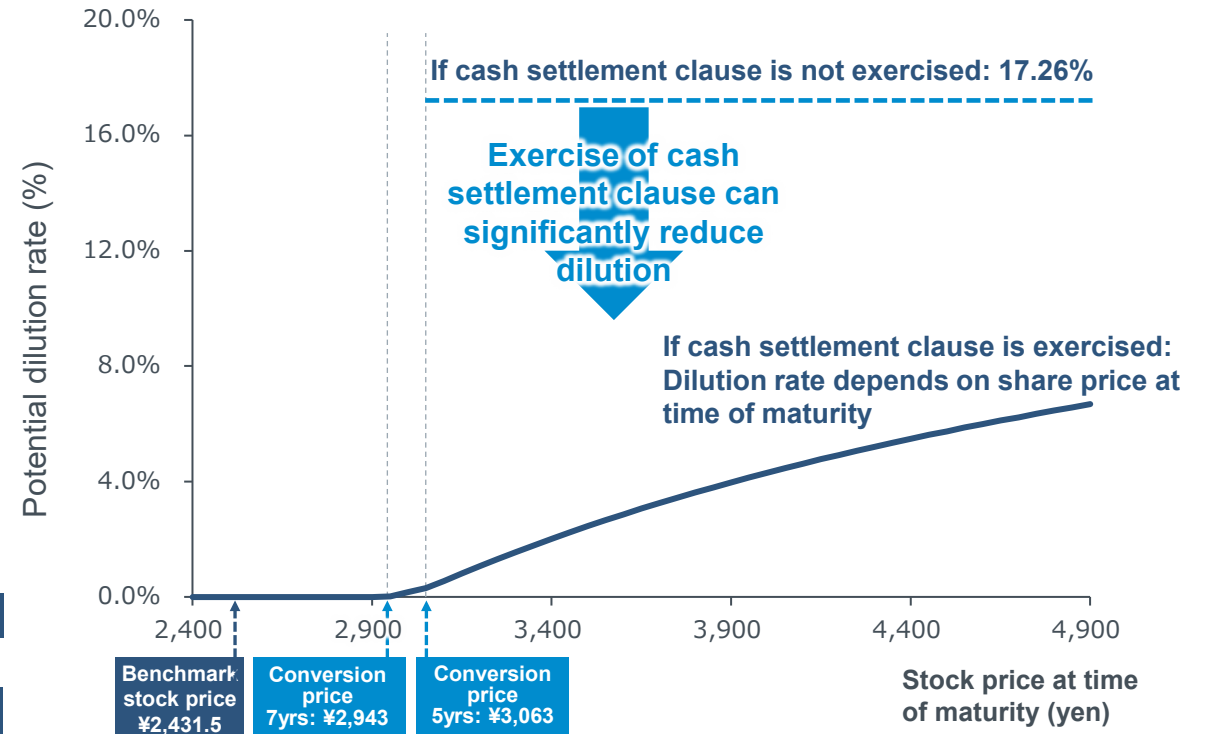 20.0%
16.0%
12.0%
8.0%
4.0%
0.0%
Potential dilution rate (%)
If cash settlement clause is not exercised: 17.26%
Exercise of cash
settlement clause can
significantly reduce
dilution
If cash settlement clause is exercised:
Dilution rate depends on share price at
time of maturity
2,400
2,900
3,400
3,900
4,400
4,900
Benchmark
stock price
¥2,431.5
Conversion
price
7yrs: ¥2,943
Conversion
price
5yrs: ¥3,063
Stock price at time
of maturity (yen)